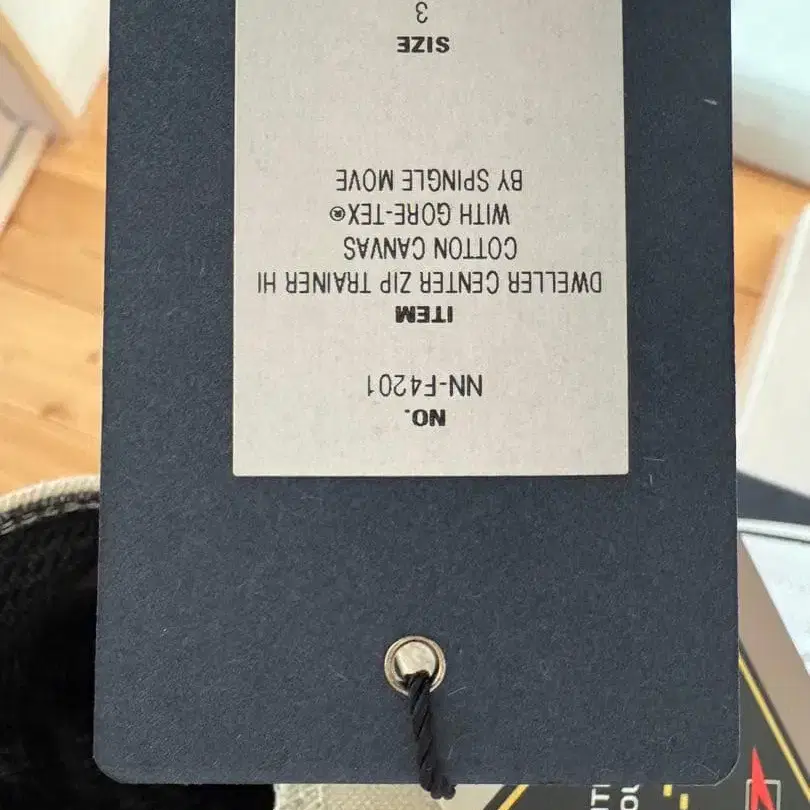 NO.
NN-F4201
ITEM
DWELLER CENTER ZIP TRAINER HI
COTTON CANVAS
WITH GORE-TEX®
BY SPINGLE MOVE
SIZE
3